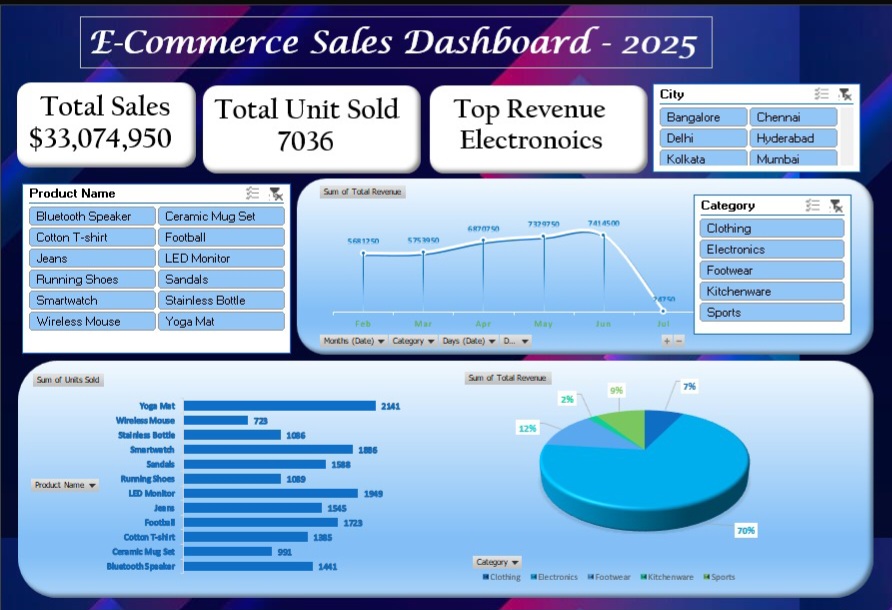 E-Commerce Sales Dashboard - 2025
Total Sales
$33,074,950
Total Unit Sold
7036
Top Revenue
Electronoics
City
Bangalore Chennai
Delhi Hyderabad
Kolkata Mumbai
Product Name
Bluetooth Speaker Ceramic Mug Set
Cotton T-shirt Football
Jeans LED Monitor
Running Shoes Sandals
Smartwatch Stainless Bottle
Wireless Mouse Yoga Mat
Sum of Total Revenue
5681250 5753950 6870750 7329750 7414500
Feb Mar Apr May Jun Jul
Months (Date) Category Days (Date) D...
+ −
Category
Clothing
Electronics
Footwear
Kitchenware
Sports
Sum of Units Sold
Product Name
Yoga Mat 2141
Wireless Mouse 723
Stainless Bottle 1086
Smartwatch 1886
Sandals 1588
Running Shoes 1089
LED Monitor 1949
Jeans 1545
Football 1723
Cotton T-shirt 1385
Ceramic Mug Set 991
Bluetooth Speaker 1441
Sum of Total Revenue
7%
9%
2%
12%
70%
Category
Clothing Electronics Footwear Kitchenware Sports